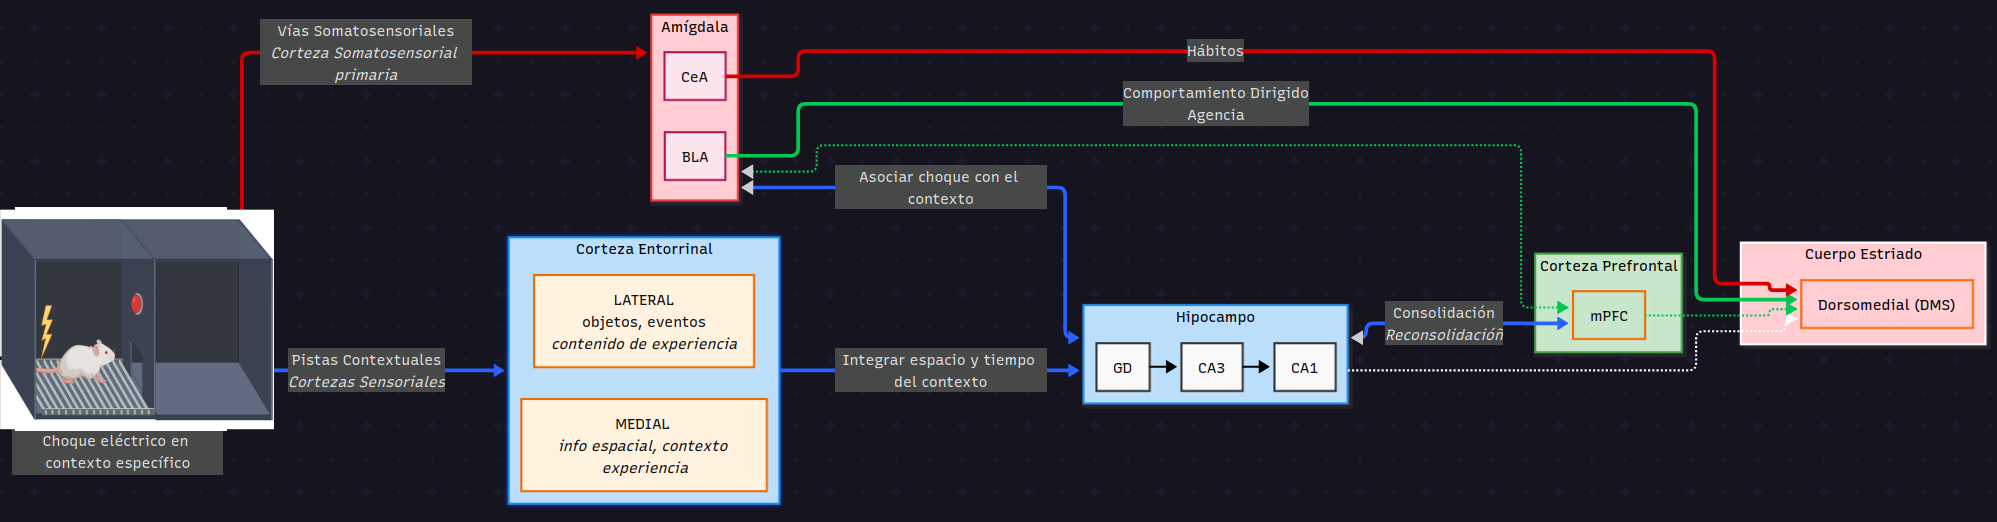 Vías Somatosensoriales
Corteza Somatosensorial
primaria
Amígdala
CeA
BLA
Hábitos
Comportamiento Dirigido
Agencia
Asociar choque con el
contexto
Choque eléctrico en
contexto específico
Pistas Contextuales
Cortezas Sensoriales
Corteza Entorrinal
LATERAL
objetos, eventos
contenido de experiencia
MEDIAL
info espacial, contexto
experiencia
Integrar espacio y tiempo
del contexto
Hipocampo
GD
CA3
CA1
Consolidación
Reconsolidación
Corteza Prefrontal
mPFC
Cuerpo Estriado
Dorsomedial (DMS)